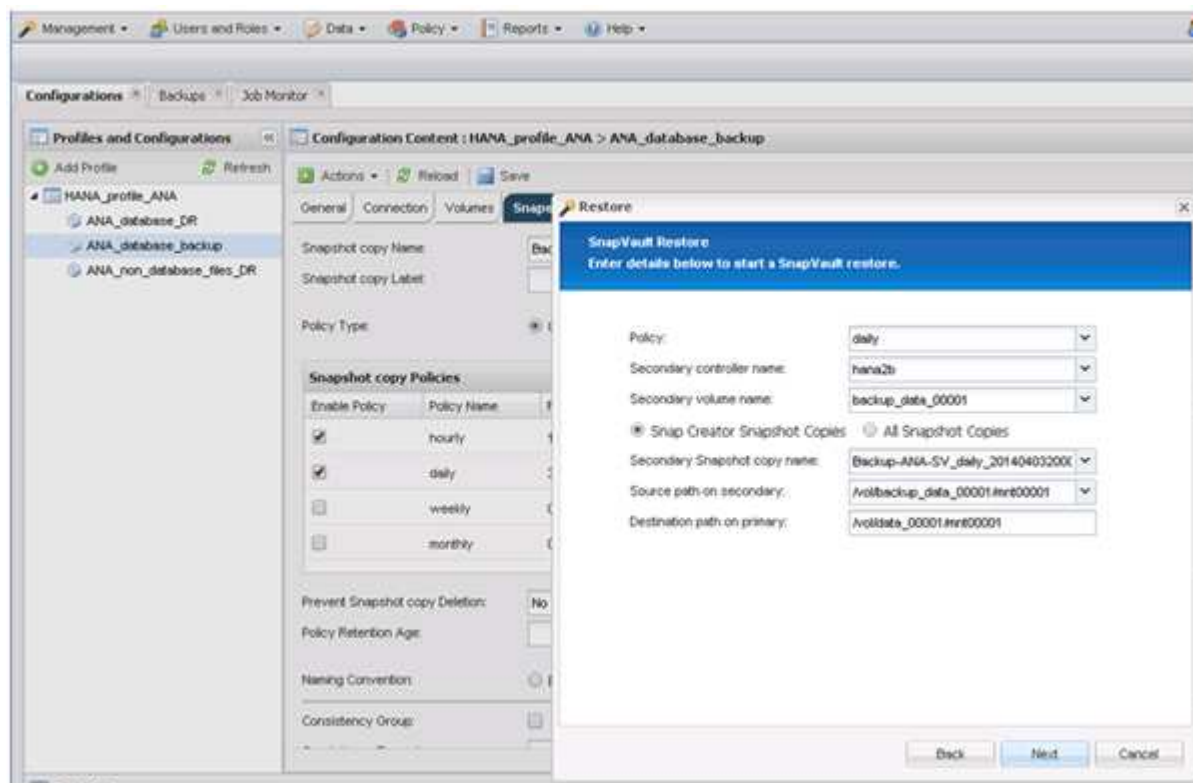 Management Users and Roles Data Policy Reports Help
Configurations Backups Job Monitor
Profiles and Configurations
Configuration Content : HANA_profile_ANA > ANA_database_backup
Add Profile Refresh
Actions Reload Save
HANA_profile_ANA
ANA_database_DR
ANA_database_backup
ANA_non_database_files_DR
General Connection Volumes Snaps
Snapshot copy Name: Bac
Snapshot copy Label:
Policy Type:
Snapshot copy Policies
Enable Policy Policy Name
hourly
daily
weekly
monthly
Prevent Snapshot copy Deletion: No
Policy Retention Age:
Naming Convention:
Consistency Group:
Restore
SnapVault Restore
Enter details below to start a SnapVault restore.
Policy: daily
Secondary controller name: hana2b
Secondary volume name: backup_data_00001
Snap Creator Snapshot Copies All Snapshot Copies
Secondary Snapshot copy name: Backup-ANA-SV_daily_2014040320
Source path on secondary: /vol/backup_data_00001/mnt00001
Destination path on primary: /vol/data_00001/mnt00001
Back Next Cancel